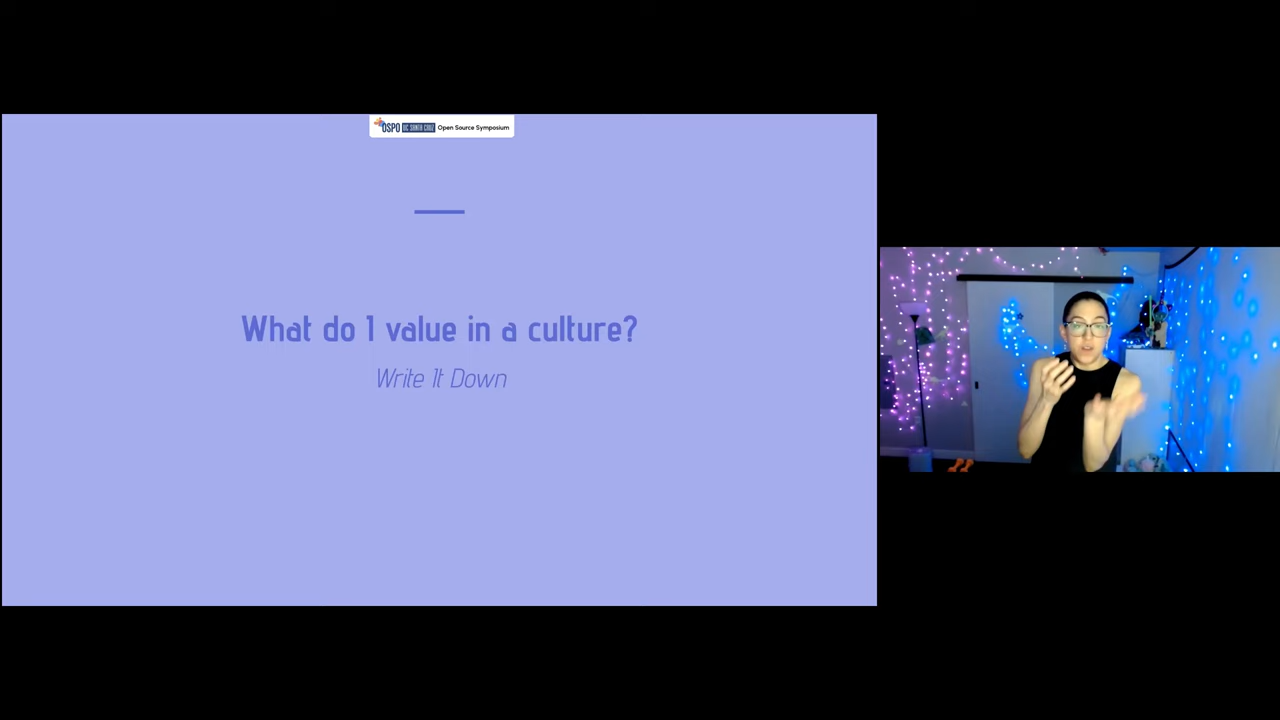 OSPO UC SANTA CRUZ Open Source Symposium
What do I value in a culture?
Write It Down